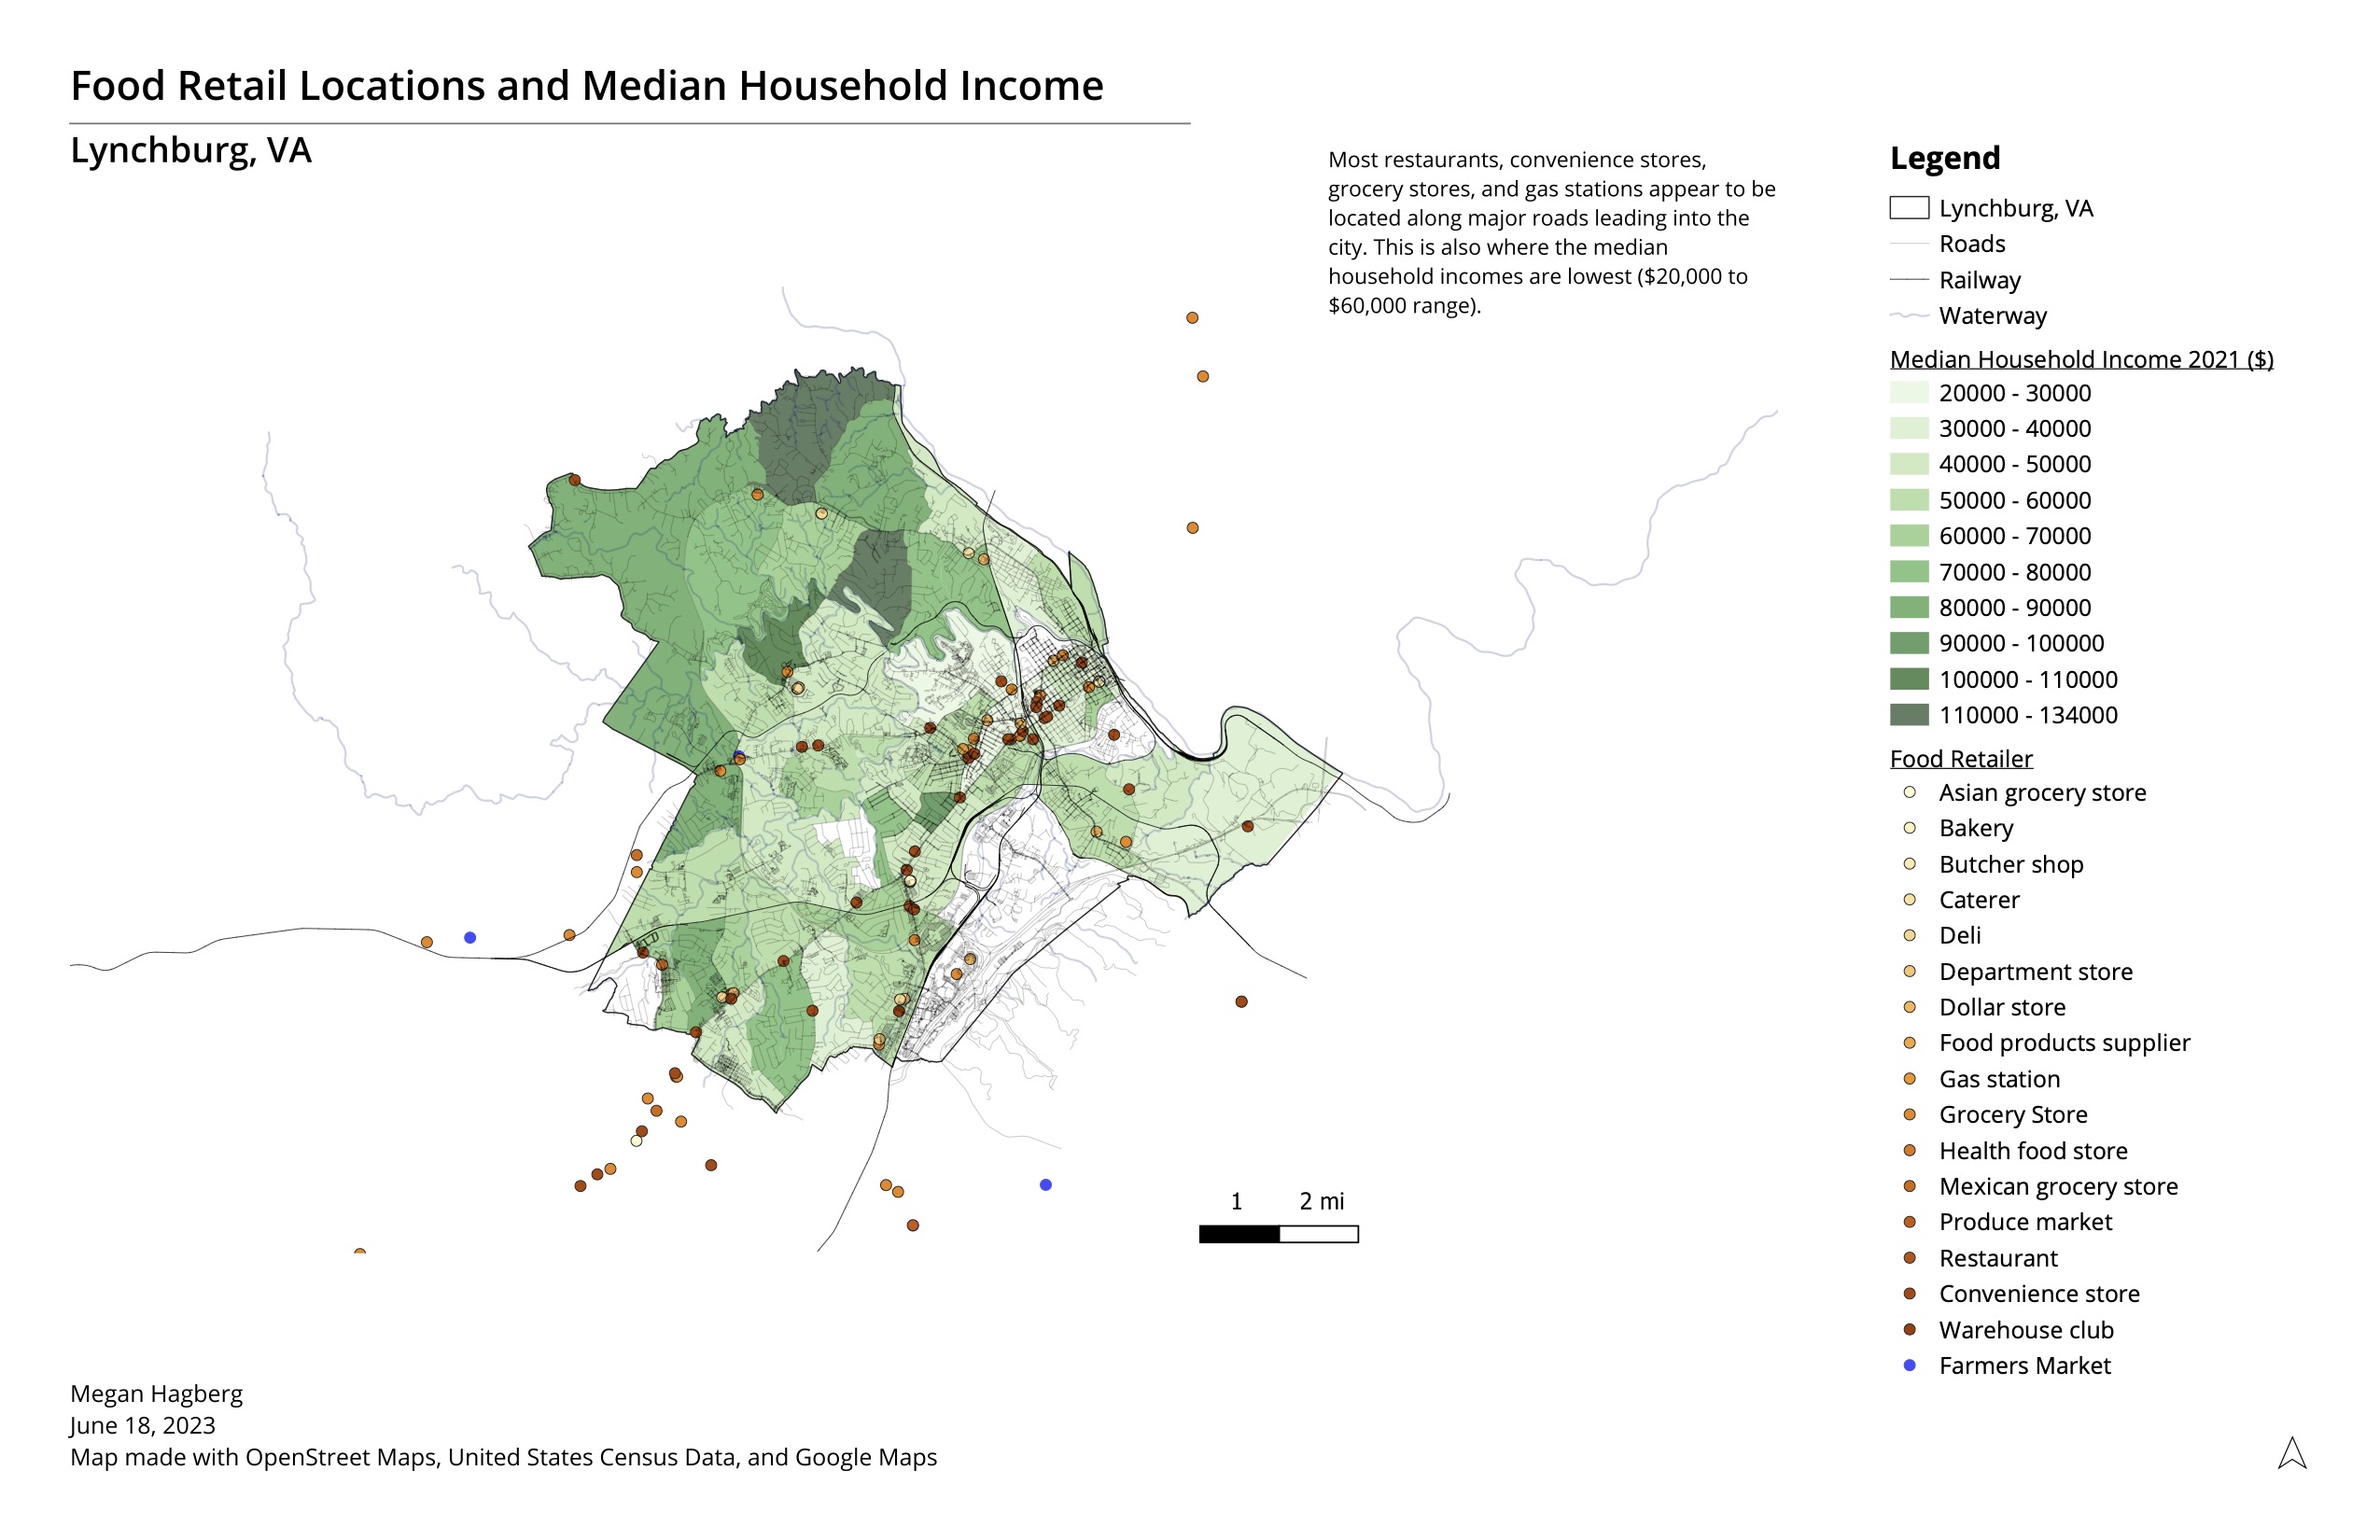 Food Retail Locations and Median Household Income
Lynchburg, VA
Most restaurants, convenience stores,
grocery stores, and gas stations appear to be
located along major roads leading into the
city. This is also where the median
household incomes are lowest ($20,000 to
$60,000 range).
Legend
Lynchburg, VA
Roads
Railway
Waterway
Median Household Income 2021 ($)
20000 - 30000
30000 - 40000
40000 - 50000
50000 - 60000
60000 - 70000
70000 - 80000
80000 - 90000
90000 - 100000
100000 - 110000
110000 - 134000
Food Retailer
Asian grocery store
Bakery
Butcher shop
Caterer
Deli
Department store
Dollar store
Food products supplier
Gas station
Grocery Store
Health food store
Mexican grocery store
Produce market
Restaurant
Convenience store
Warehouse club
Farmers Market
1 2 mi
Megan Hagberg
June 18, 2023
Map made with OpenStreet Maps, United States Census Data, and Google Maps